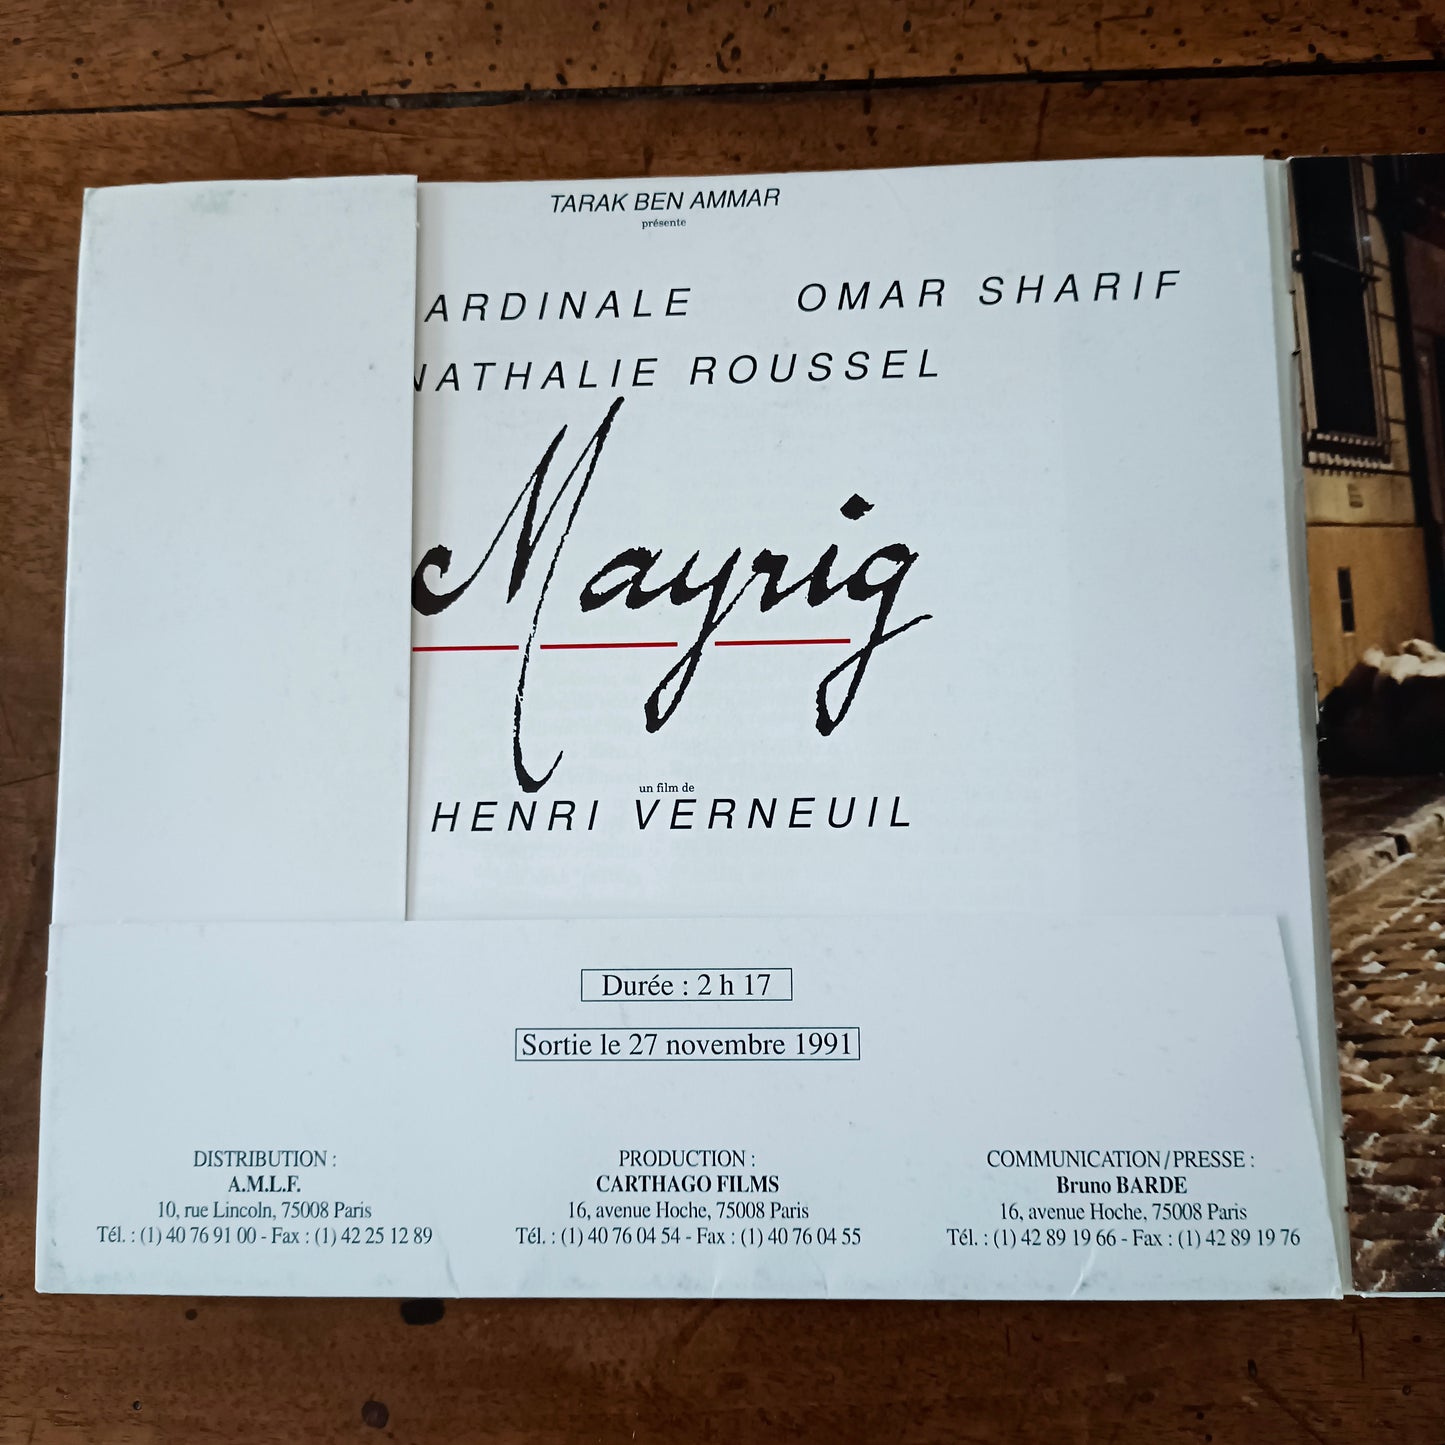 TARAK BEN AMMAR
présente
ARDINALE OMAR SHARIF
NATHALIE ROUSSEL
Mayrig
un film de
HENRI VERNEUIL
Durée : 2 h 17
Sortie le 27 novembre 1991
DISTRIBUTION :
A.M.L.F.
10, rue Lincoln, 75008 Paris
Tél. : (1) 40 76 91 00 - Fax : (1) 42 25 12 89
PRODUCTION :
CARTHAGO FILMS
16, avenue Hoche, 75008 Paris
Tél. : (1) 40 76 04 54 - Fax : (1) 40 76 04 55
COMMUNICATION / PRESSE :
Bruno BARDE
16, avenue Hoche, 75008 Paris
Tél. : (1) 42 89 19 66 - Fax : (1) 42 89 19 76